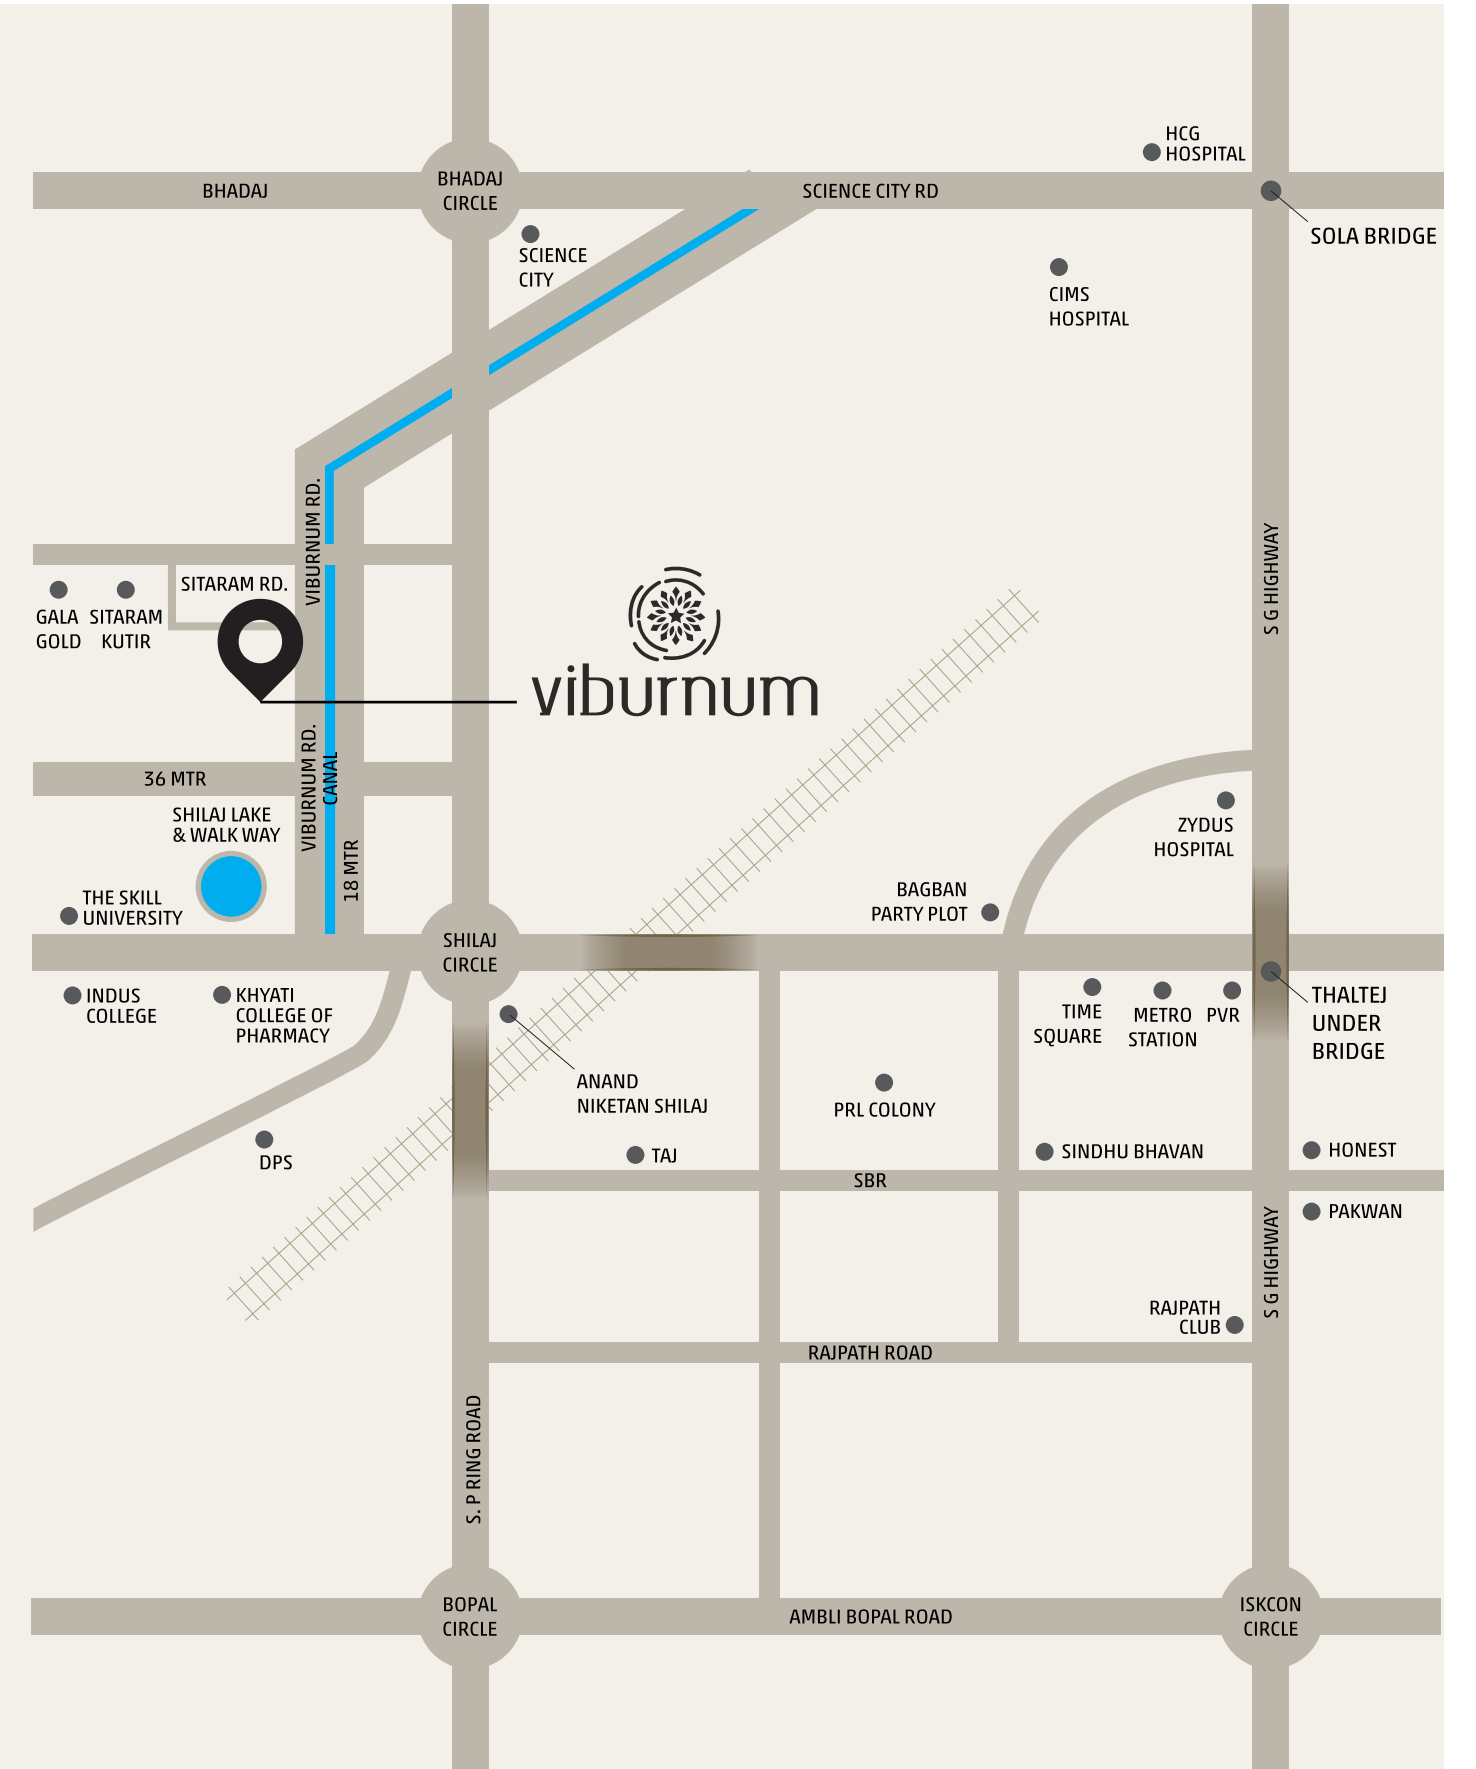 HCG
HOSPITAL
BHADAJ
BHADAJ
CIRCLE
SCIENCE CITY RD
SOLA BRIDGE
SCIENCE
CITY
CIMS
HOSPITAL
VIBURNUM RD.
S G HIGHWAY
SITARAM RD.
GALA
GOLD
SITARAM
KUTIR
viburnum
VIBURNUM RD.
CANAL
36 MTR
SHILAJ LAKE
& WALK WAY
18 MTR
ZYDUS
HOSPITAL
THE SKILL
UNIVERSITY
BAGBAN
PARTY PLOT
SHILAJ
CIRCLE
INDUS
COLLEGE
KHYATI
COLLEGE OF
PHARMACY
TIME
SQUARE
METRO
STATION
PVR
THALTEJ
UNDER
BRIDGE
ANAND
NIKETAN SHILAJ
PRL COLONY
DPS
TAJ
SINDHU BHAVAN
HONEST
SBR
PAKWAN
S G HIGHWAY
RAJPATH
CLUB
RAJPATH ROAD
S. P RING ROAD
BOPAL
CIRCLE
AMBLI BOPAL ROAD
ISKCON
CIRCLE